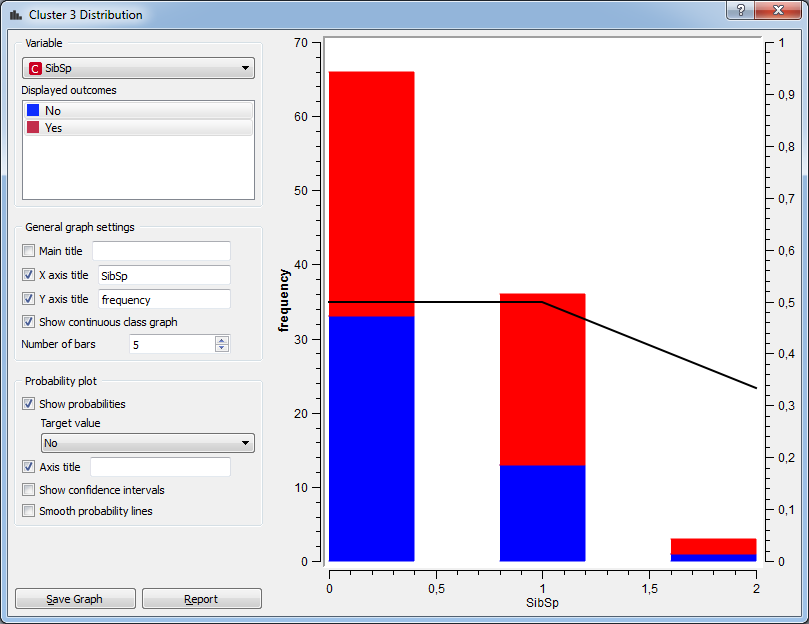 Cluster 3 Distribution
?
Variable
C SibSp
Displayed outcomes
No
Yes
General graph settings
Main title
X axis title SibSp
Y axis title frequency
Show continuous class graph
Number of bars 5
Probability plot
Show probabilities
Target value
No
Axis title
Show confidence intervals
Smooth probability lines
Save Graph Report
frequency
70
60
50
40
30
20
10
0
1
0,9
0,8
0,7
0,6
0,5
0,4
0,3
0,2
0,1
0
0 0,5 1 1,5 2
SibSp